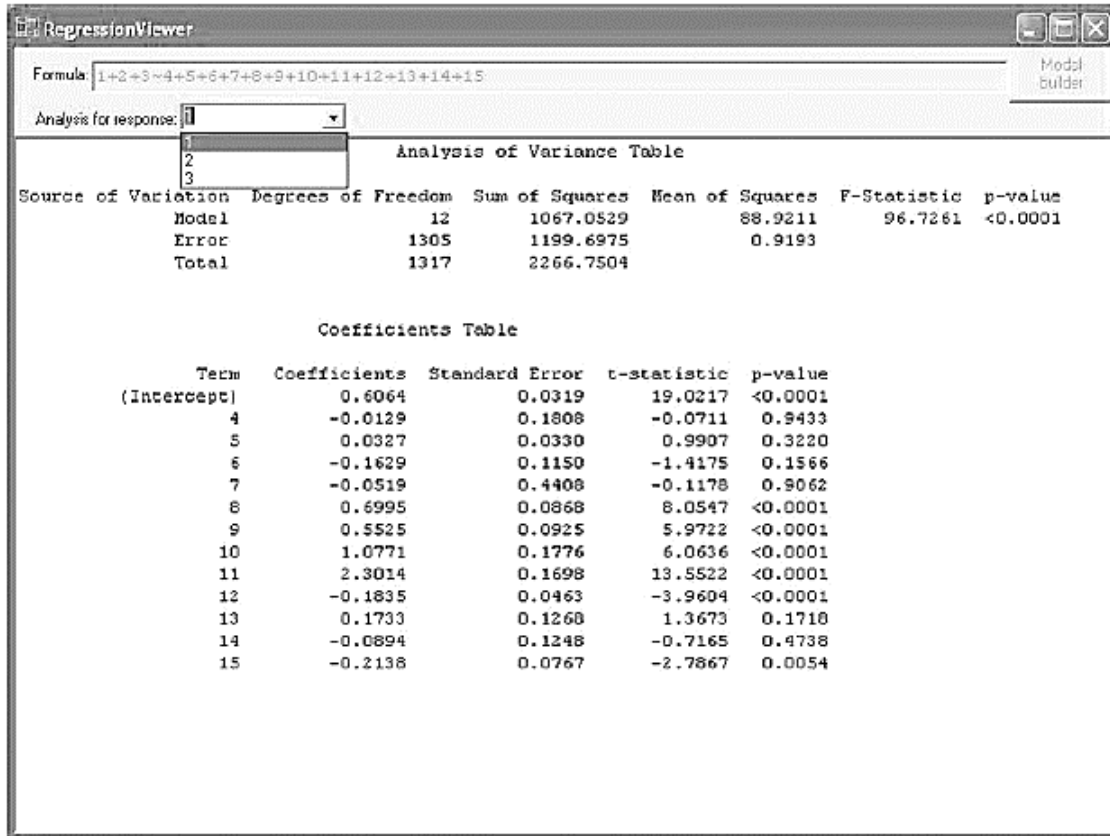 RegressionViewer
Formula: 1+2+3~4+5+6+7+8+9+10+11+12+13+14+15
Model builder
Analysis for response: 1
1
2
3
Analysis of Variance Table
Source of Variation Degrees of Freedom Sum of Squares Mean of Squares F-Statistic p-value
Model 12 1067.0529 88.9211 96.7261 <0.0001
Error 1305 1199.6975 0.9193
Total 1317 2266.7504
Coefficients Table
Term Coefficients Standard Error t-statistic p-value
(Intercept) 0.6064 0.0319 19.0217 <0.0001
4 -0.0129 0.1808 -0.0711 0.9433
5 0.0327 0.0330 0.9907 0.3220
6 -0.1629 0.1150 -1.4175 0.1566
7 -0.0519 0.4408 -0.1178 0.9062
8 0.6995 0.0868 8.0547 <0.0001
9 0.5525 0.0925 5.9722 <0.0001
10 1.0771 0.1776 6.0636 <0.0001
11 2.3014 0.1698 13.5522 <0.0001
12 -0.1835 0.0463 -3.9604 <0.0001
13 0.1733 0.1268 1.3673 0.1718
14 -0.0894 0.1248 -0.7165 0.4738
15 -0.2138 0.0767 -2.7867 0.0054